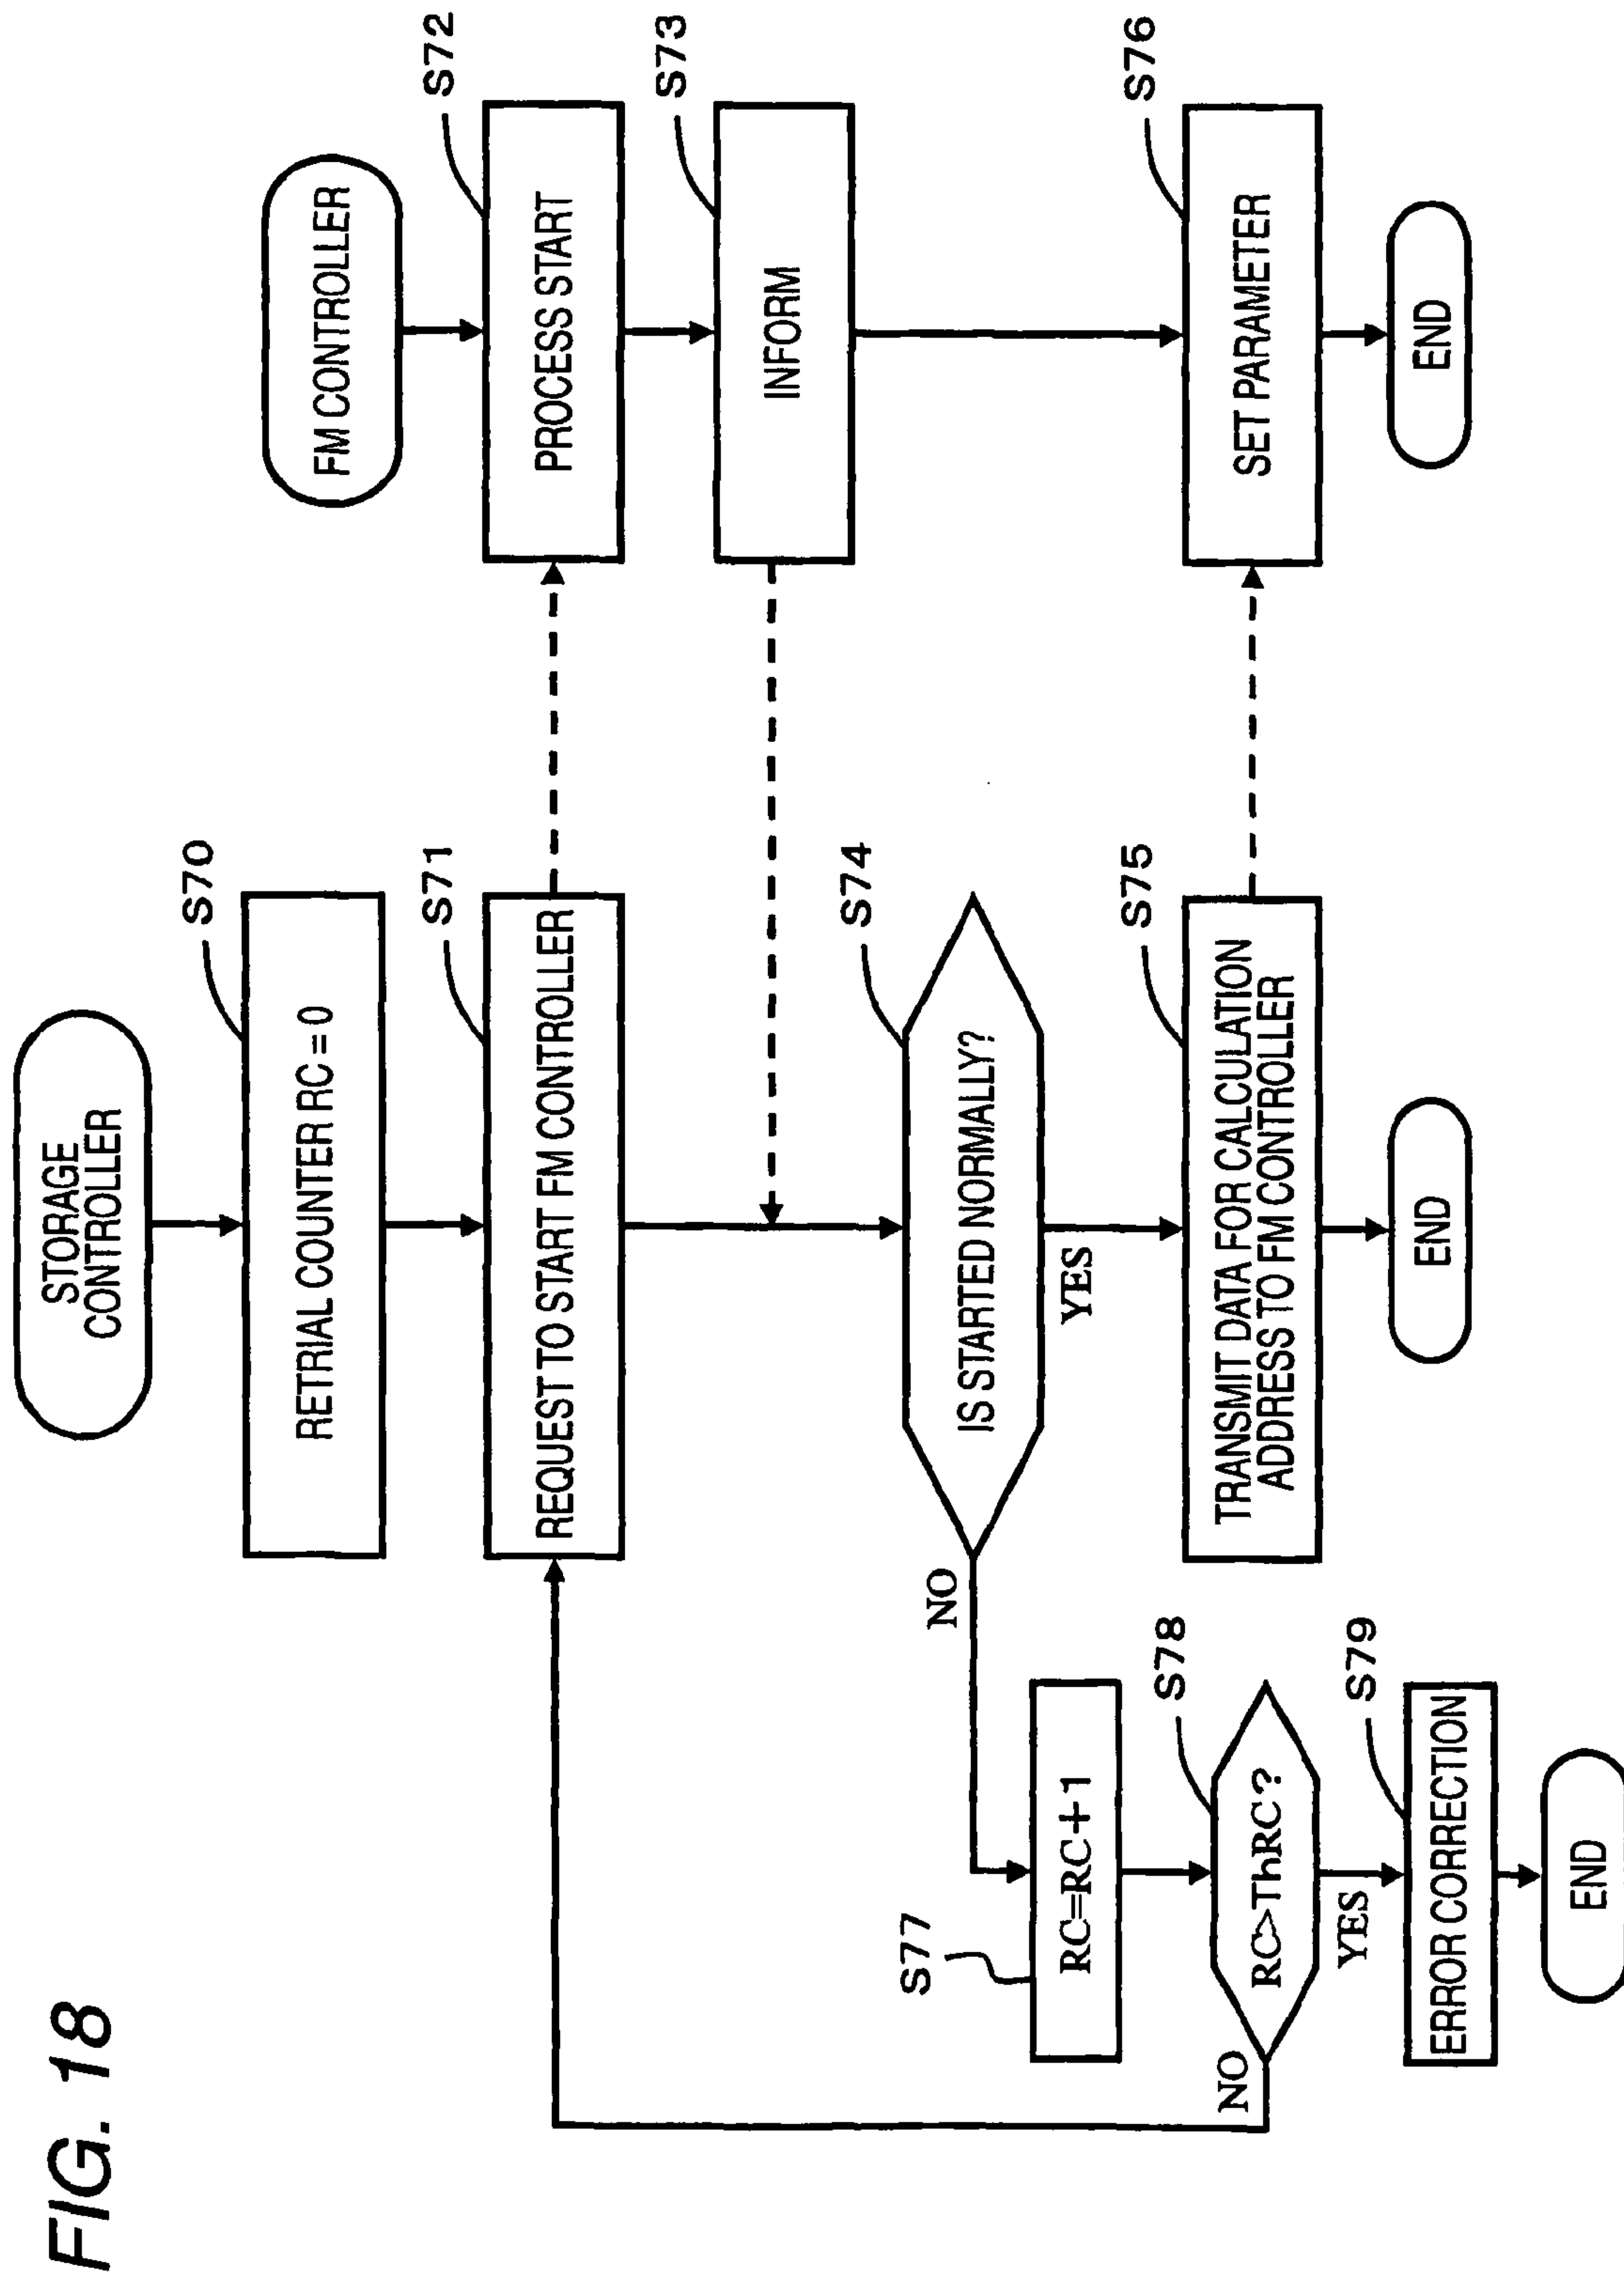 FIG. 18
STORAGE
CONTROLLER
S70
RETRIAL COUNTER RC = 0
S71
REQUEST TO START FM CONTROLLER
FM CONTROLLER
S72
PROCESS START
S73
INFORM
S74
IS STARTED NORMALLY?
NO
YES
S75
TRANSMIT DATA FOR CALCULATION
ADDRESS TO FM CONTROLLER
END
S76
SET PARAMETER
END
S77
RC=RC+1
S78
RC>ThRC?
NO
YES
S79
ERROR CORRECTION
END